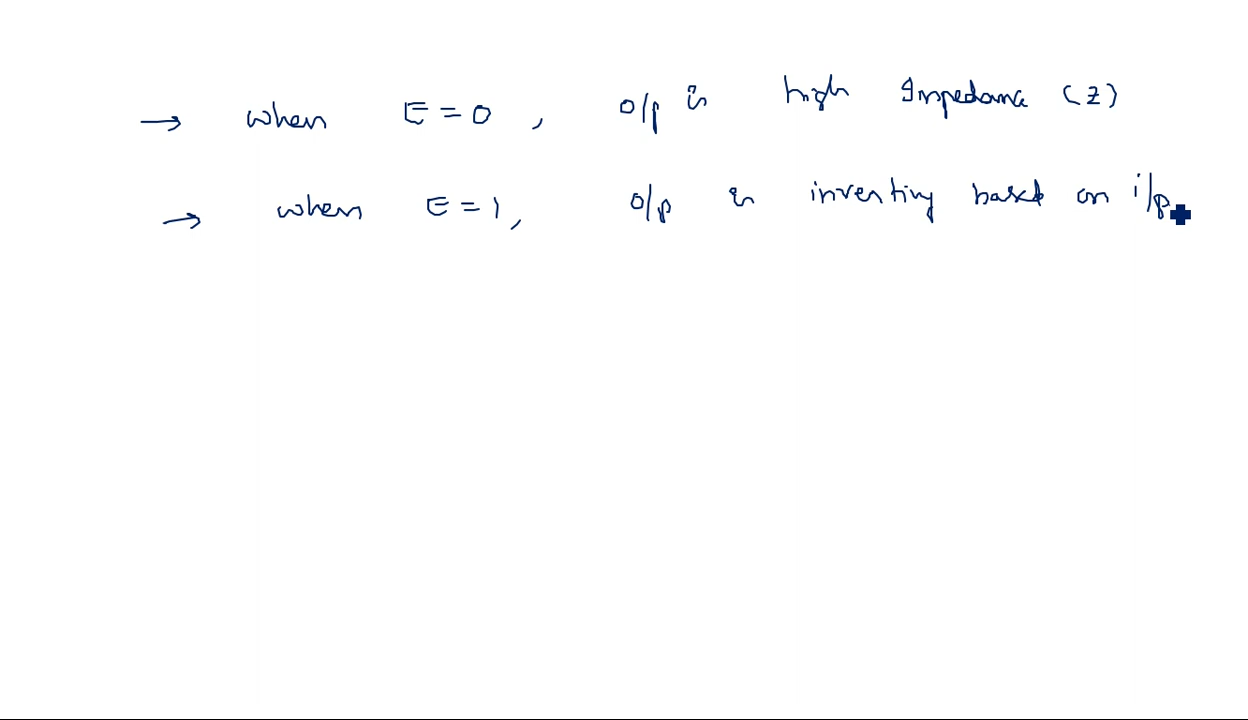 → when E = 0, o/p is high Impedance (Z)
→ when E = 1, o/p is inverting based on i/p